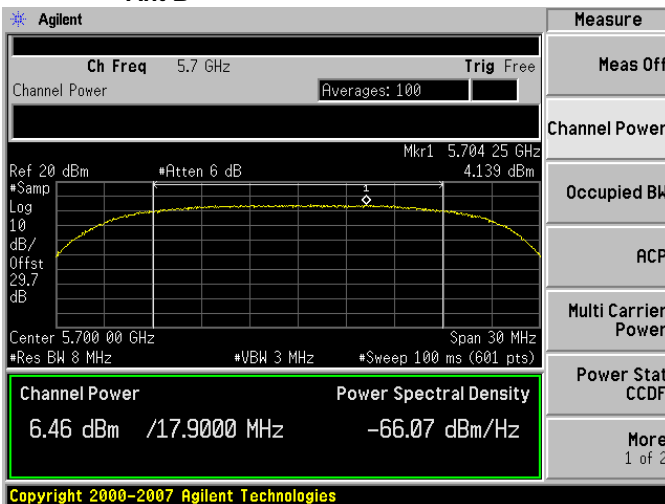 Agilent
Measure
Ch Freq 5.7 GHz Trig Free
Meas Off
Channel Power Averages: 100
Channel Power
Mkr1 5.704 25 GHz
Ref 20 dBm #Atten 6 dB 4.139 dBm
#Samp
1
Log
10
dB/
Offst
29.7
dB
Occupied BW
ACP
Multi Carrier
Power
Center 5.700 00 GHz Span 30 MHz
#Res BW 8 MHz #VBW 3 MHz #Sweep 100 ms (601 pts)
Power Stat
CCDF
Channel Power Power Spectral Density
6.46 dBm /17.9000 MHz -66.07 dBm/Hz
More
1 of 2
Copyright 2000-2007 Agilent Technologies